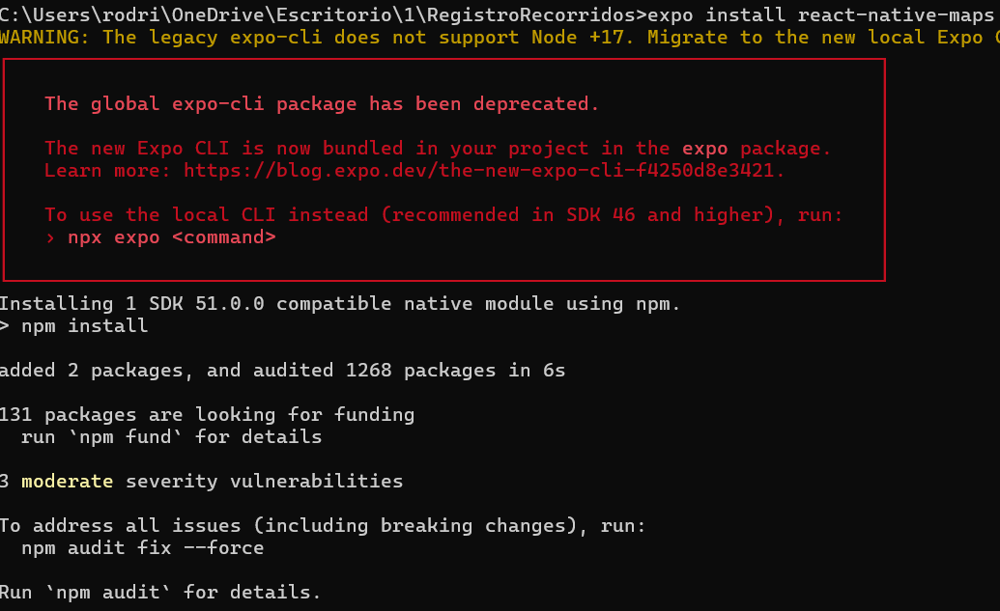 C:\Users\rodri\OneDrive\Escritorio\1\RegistroRecorridos>expo install react-native-maps
WARNING: The legacy expo-cli does not support Node +17. Migrate to the new local Expo
The global expo-cli package has been deprecated.
The new Expo CLI is now bundled in your project in the expo package.
Learn more: https://blog.expo.dev/the-new-expo-cli-f4250d8e3421.
To use the local CLI instead (recommended in SDK 46 and higher), run:
› npx expo <command>
Installing 1 SDK 51.0.0 compatible native module using npm.
> npm install
added 2 packages, and audited 1268 packages in 6s
131 packages are looking for funding
  run `npm fund` for details
3 moderate severity vulnerabilities
To address all issues (including breaking changes), run:
  npm audit fix --force
Run `npm audit` for details.